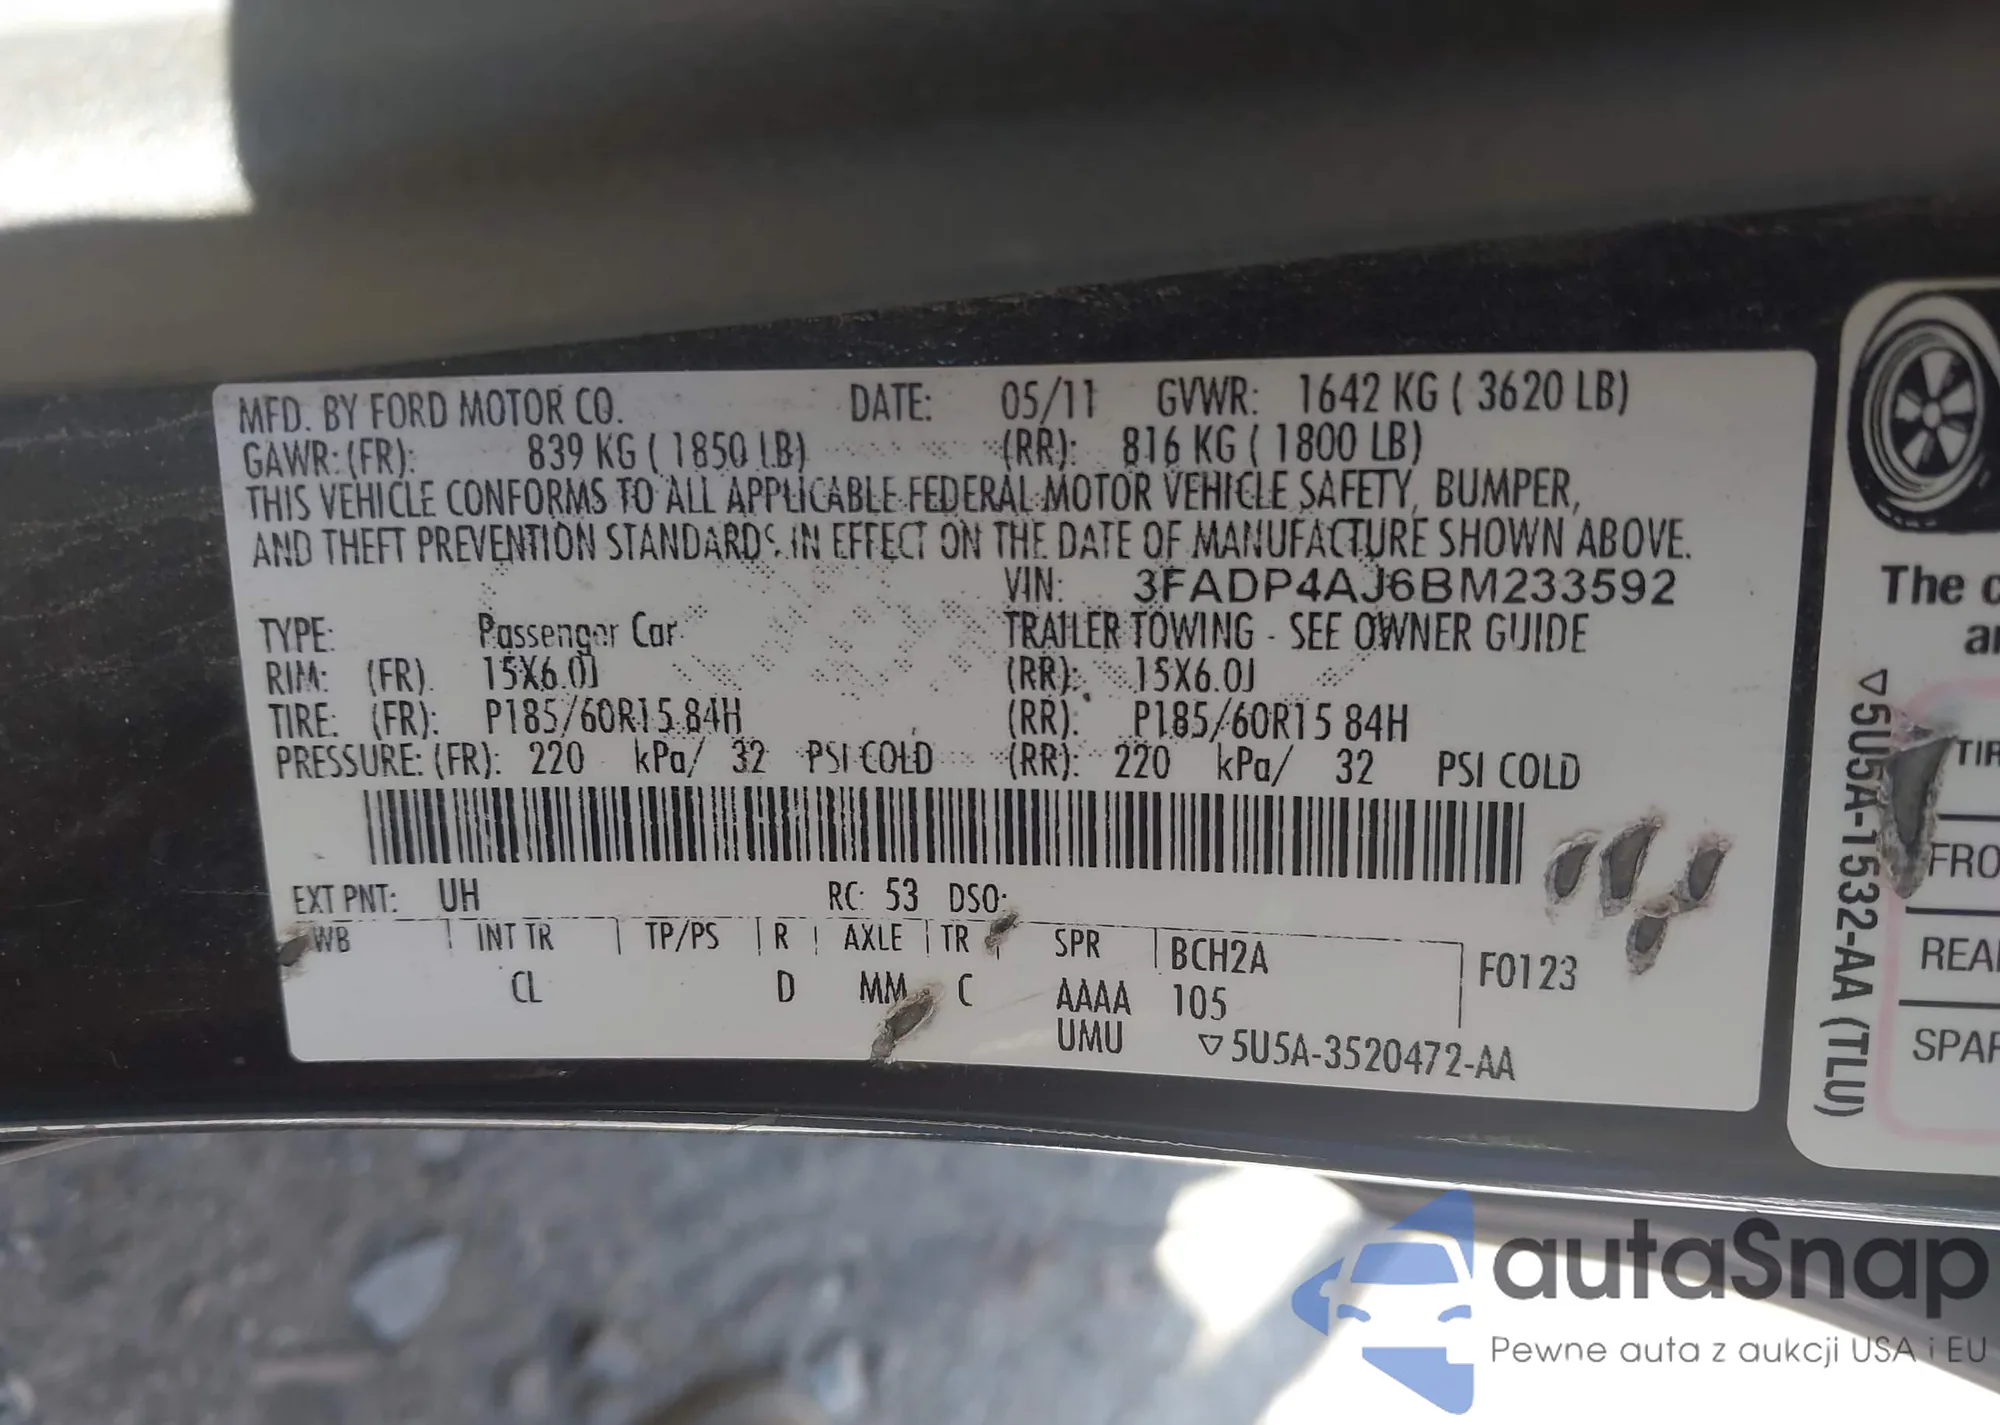 MFD. BY FORD MOTOR CO. DATE: 05/11 GVWR: 1642 KG ( 3620 LB)
GAWR: (FR): 839 KG ( 1850 LB) (RR): 816 KG ( 1800 LB)
THIS VEHICLE CONFORMS TO ALL APPLICABLE FEDERAL MOTOR VEHICLE SAFETY, BUMPER,
AND THEFT PREVENTION STANDARDS IN EFFECT ON THE DATE OF MANUFACTURE SHOWN ABOVE.
VIN: 3FADP4AJ6BM233592
TYPE: Passenger Car TRAILER TOWING - SEE OWNER GUIDE
RIM: (FR) 15X6.0J (RR): 15X6.0J
TIRE: (FR): P185/60R15 84H (RR): P185/60R15 84H
PRESSURE: (FR): 220 kPa/ 32 PSI COLD (RR): 220 kPa/ 32 PSI COLD
EXT PNT: UH RC: 53 DSO:
WB INT TR TP/PS R AXLE TR SPR BCH2A F0123
CL D MM C AAAA 105
UMU ▽5U5A-3520472-AA
The c
a
▽5U5A-1532-AA (TLU)
TIR
FRO
REA
SPAR
autaSnap
Pewne auta z aukcji USA i EU